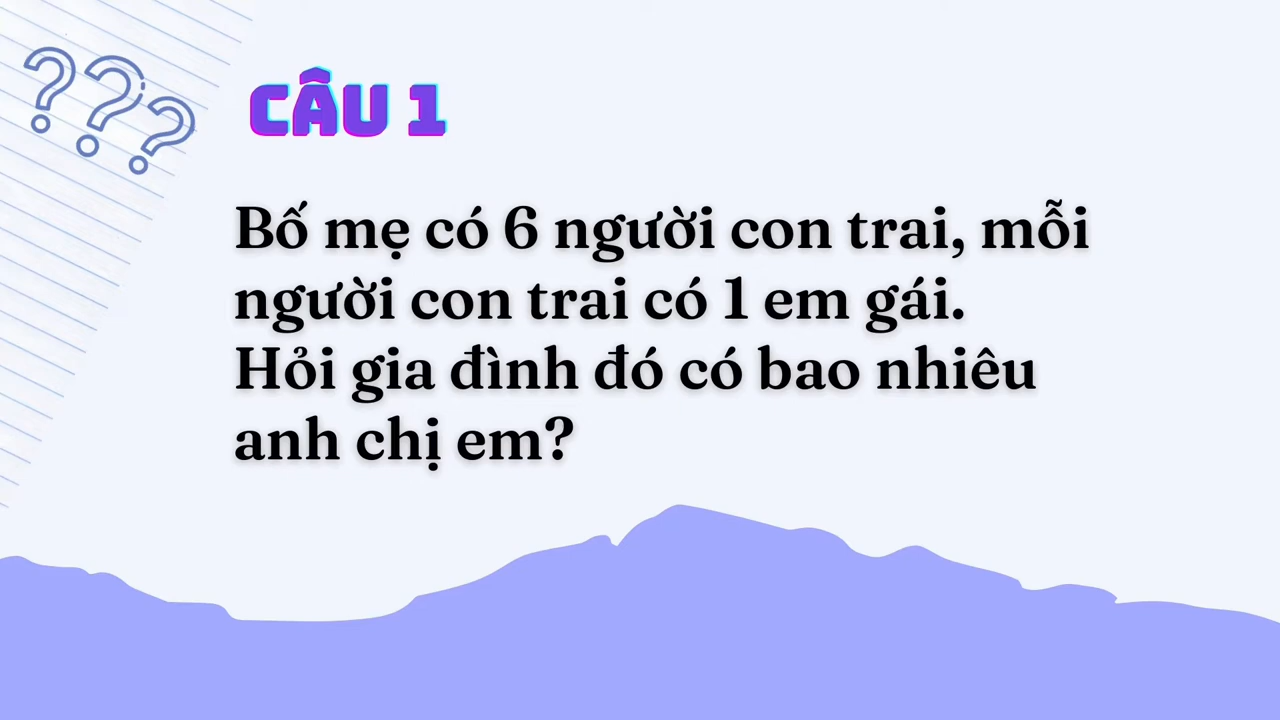 ???
CÂU 1
Bố mẹ có 6 người con trai, mỗi
người con trai có 1 em gái.
Hỏi gia đình đó có bao nhiêu
anh chị em?